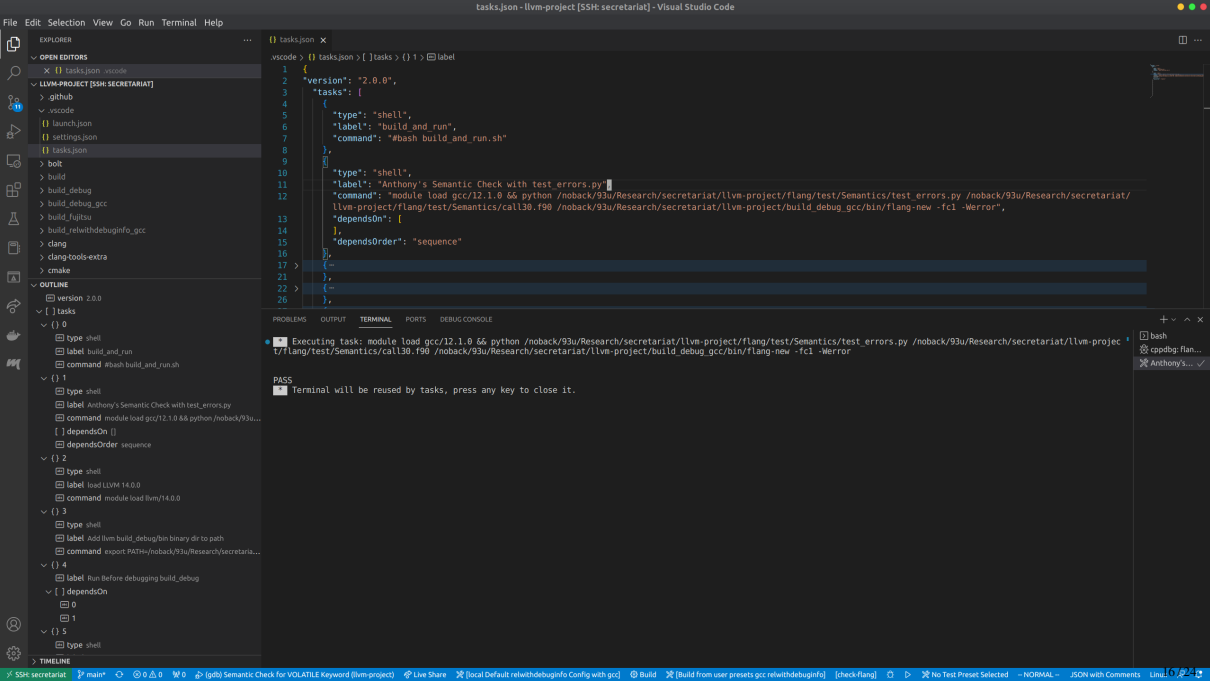 tasks.json - llvm-project [SSH: secretariat] - Visual Studio Code
File Edit Selection View Go Run Terminal Help
EXPLORER
OPEN EDITORS
tasks.json .vscode
LLVM-PROJECT [SSH: SECRETARIAT]
.github
.vscode
{} launch.json
{} settings.json
{} tasks.json
bolt
build
build_debug
build_debug_gcc
build_fujitsu
build_relwithdebuginfo_gcc
clang
clang-tools-extra
cmake
OUTLINE
version 2.0.0
[ ] tasks
{} 0
type shell
label build_and_run
command #bash build_and_run.sh
{} 1
type shell
label Anthony's Semantic Check with test_errors.py
command module load gcc/12.1.0 && python /noback/93u...
[ ] dependsOn []
dependsOrder sequence
{} 2
type shell
label load LLVM 14.0.0
command module load llvm/14.0.0
{} 3
type shell
label Add llvm build_debug/bin binary dir to path
command export PATH=/noback/93u/Research/secretaria...
{} 4
label Run Before debugging build_debug
[ ] dependsOn
0
1
{} 5
type shell
TIMELINE
11
{} tasks.json
.vscode > {} tasks.json > [ ] tasks > {} 1 > label
1 {
2 "version": "2.0.0",
3 "tasks": [
4 {
5 "type": "shell",
6 "label": "build_and_run",
7 "command": "#bash build_and_run.sh"
8 },
9 {
10 "type": "shell",
11 "label": "Anthony's Semantic Check with test_errors.py",
12 "command": "module load gcc/12.1.0 && python /noback/93u/Research/secretariat/llvm-project/flang/test/Semantics/test_errors.py /noback/93u/Research/secretariat/
llvm-project/flang/test/Semantics/call30.f90 /noback/93u/Research/secretariat/llvm-project/build_debug_gcc/bin/flang-new -fc1 -Werror",
13 "dependsOn": [
14 ],
15 "dependsOrder": "sequence"
16 },
17 { ⋯
21 },
22 { ⋯
26 },
PROBLEMS OUTPUT TERMINAL PORTS DEBUG CONSOLE
* Executing task: module load gcc/12.1.0 && python /noback/93u/Research/secretariat/llvm-project/flang/test/Semantics/test_errors.py /noback/93u/Research/secretariat/llvm-projec
t/flang/test/Semantics/call30.f90 /noback/93u/Research/secretariat/llvm-project/build_debug_gcc/bin/flang-new -fc1 -Werror
PASS
* Terminal will be reused by tasks, press any key to close it.
bash
cppdbg: flan...
Anthony's...
SSH: secretariat main* 0 0 0 (gdb) Semantic Check for VOLATILE Keyword (llvm-project) Live Share [local Default relwithdebuginfo Config with gcc] Build [Build from user presets gcc relwithdebuginfo] [check-flang] No Test Preset Selected -- NORMAL -- JSON with Comments
16/24